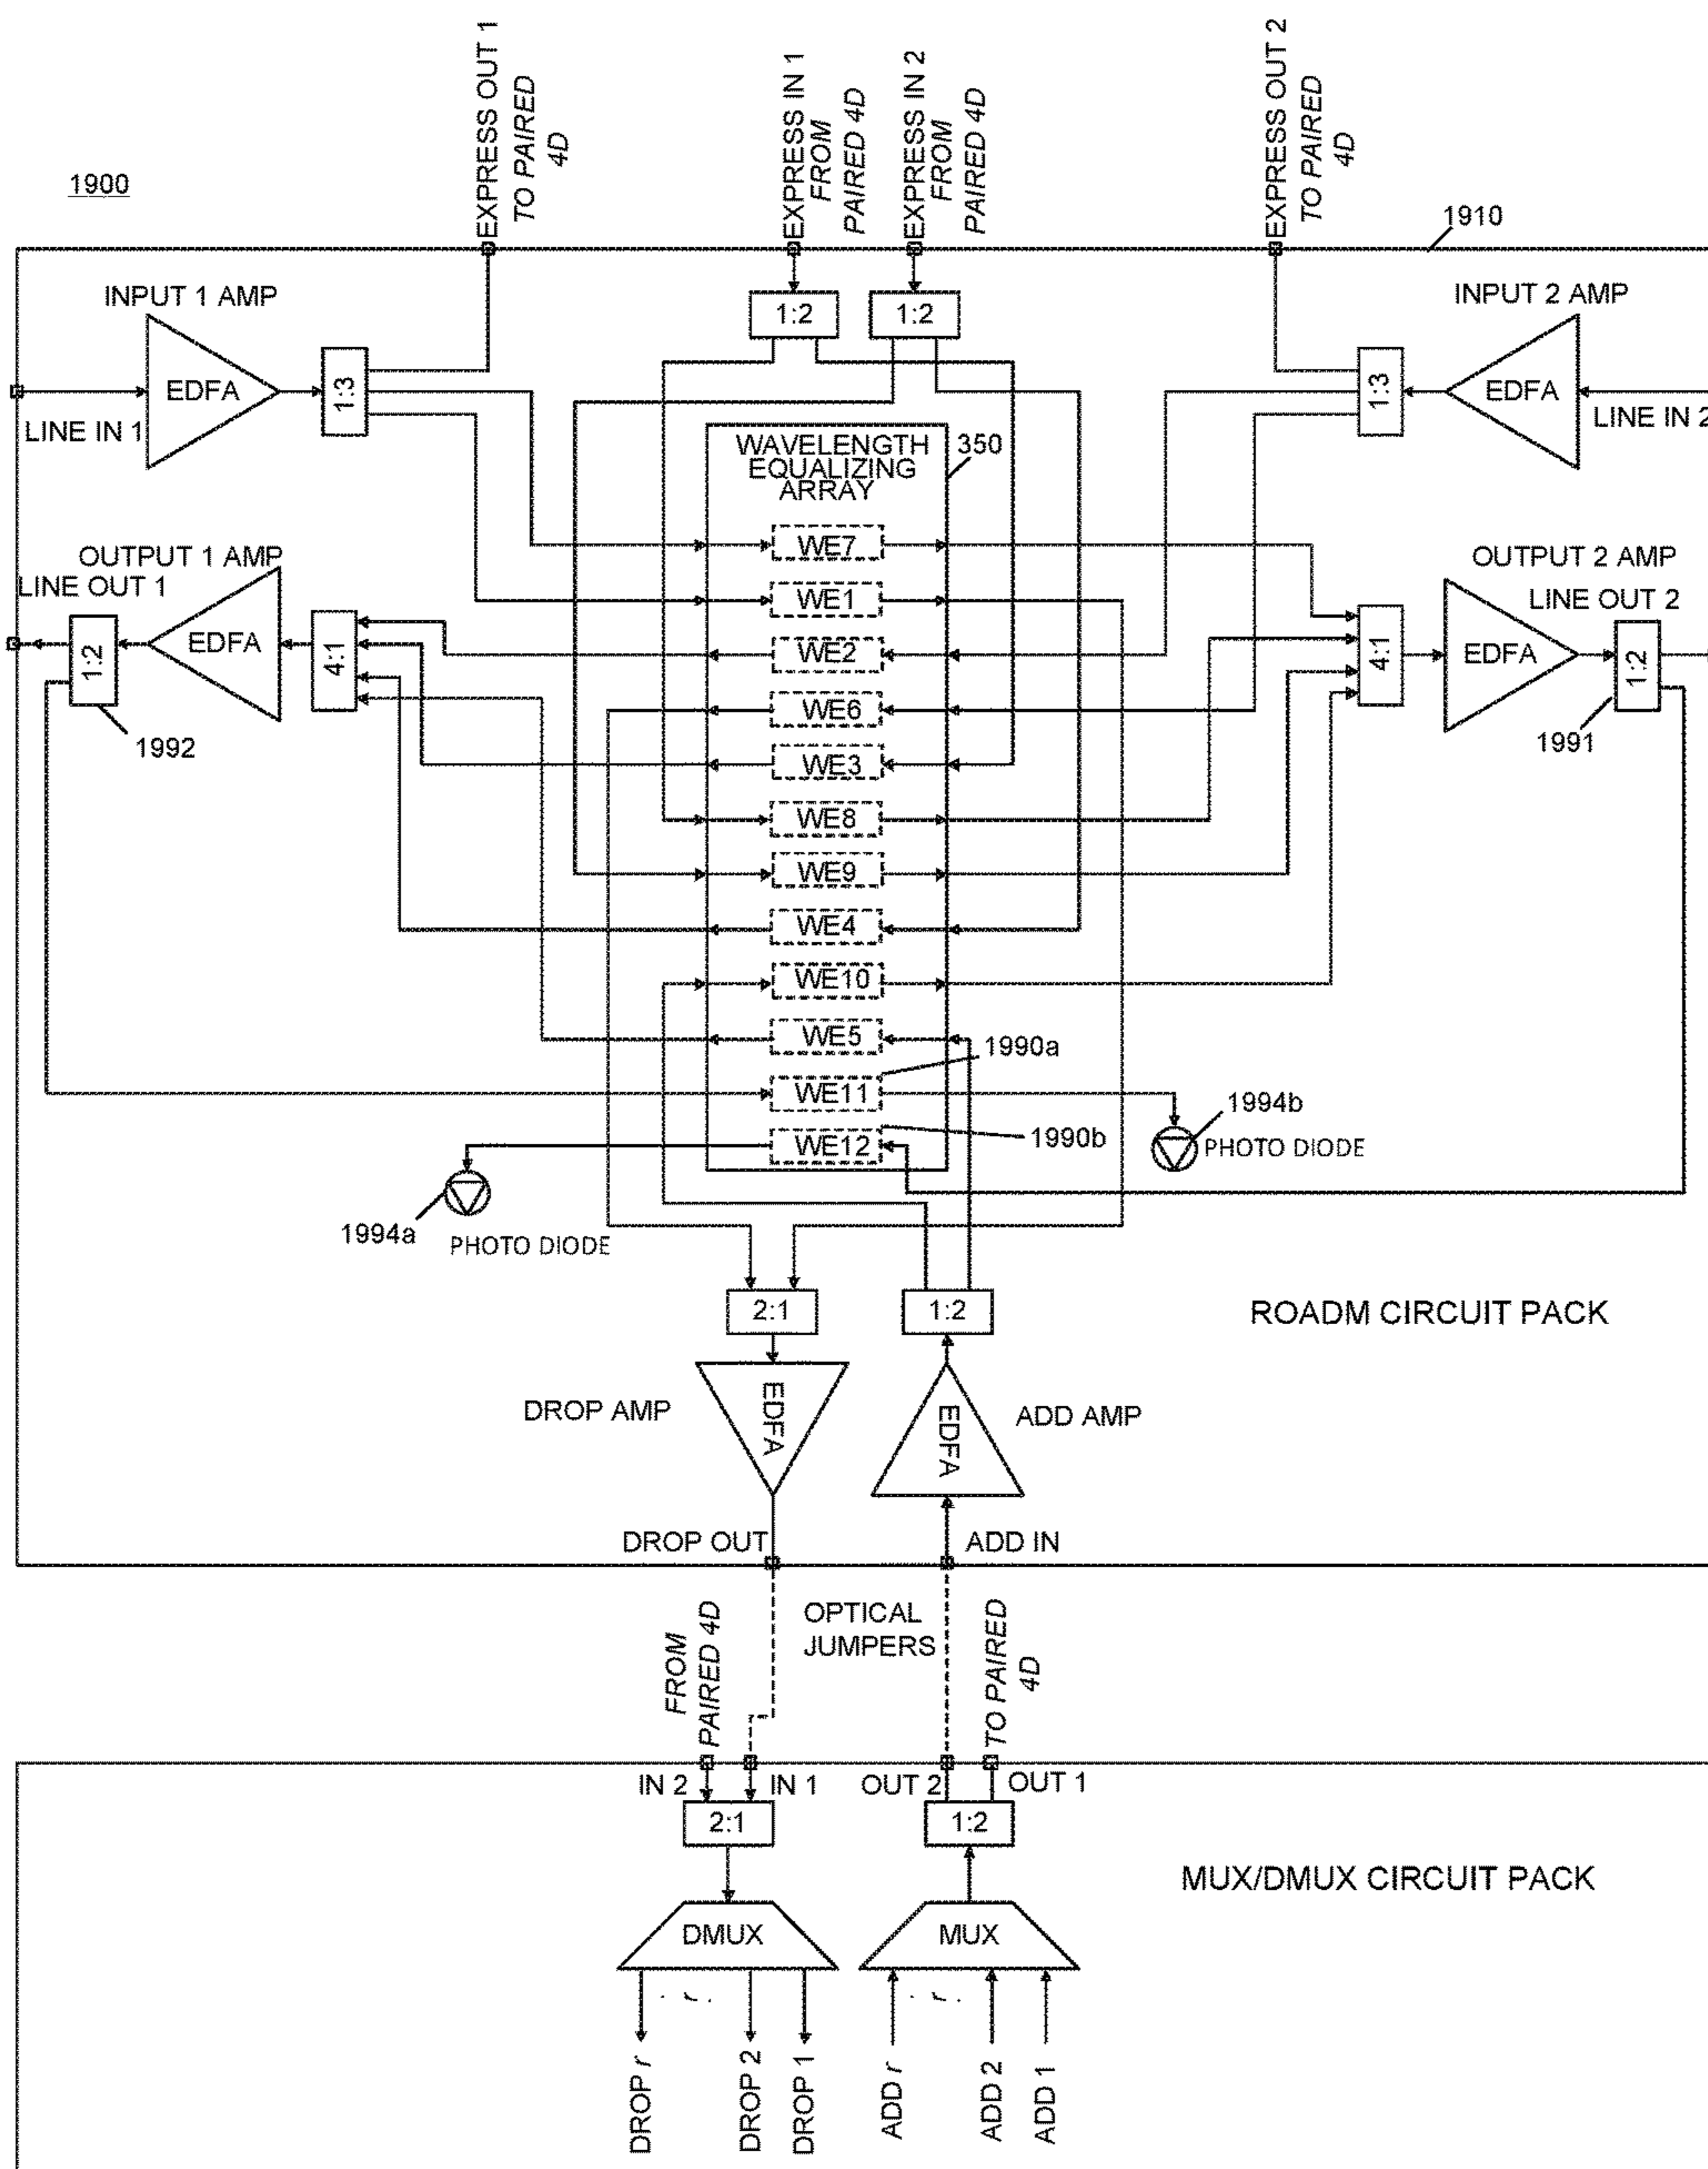 1900
EXPRESS OUT 1
TO PAIRED
4D
EXPRESS IN 1
FROM
PAIRED 4D
EXPRESS IN 2
FROM
PAIRED 4D
EXPRESS OUT 2
TO PAIRED
4D
1910
INPUT 1 AMP
EDFA
LINE IN 1
1:3
1:2
1:2
INPUT 2 AMP
EDFA
LINE IN 2
1:3
WAVELENGTH
EQUALIZING
ARRAY
350
WE7
WE1
WE2
WE6
WE3
WE8
WE9
WE4
WE10
WE5
WE11
WE12
OUTPUT 1 AMP
LINE OUT 1
1:2
EDFA
4:1
1992
OUTPUT 2 AMP
LINE OUT 2
4:1
EDFA
1:2
1991
1990a
1990b
1994b
PHOTO DIODE
1994a
PHOTO DIODE
2:1
1:2
ROADM CIRCUIT PACK
DROP AMP
EDFA
EDFA
ADD AMP
DROP OUT
ADD IN
OPTICAL
JUMPERS
FROM
PAIRED 4D
TO PAIRED
4D
IN 2
IN 1
OUT 2
OUT 1
2:1
1:2
MUX/DMUX CIRCUIT PACK
DMUX
MUX
r
r
DROP r
DROP 2
DROP 1
ADD r
ADD 2
ADD 1